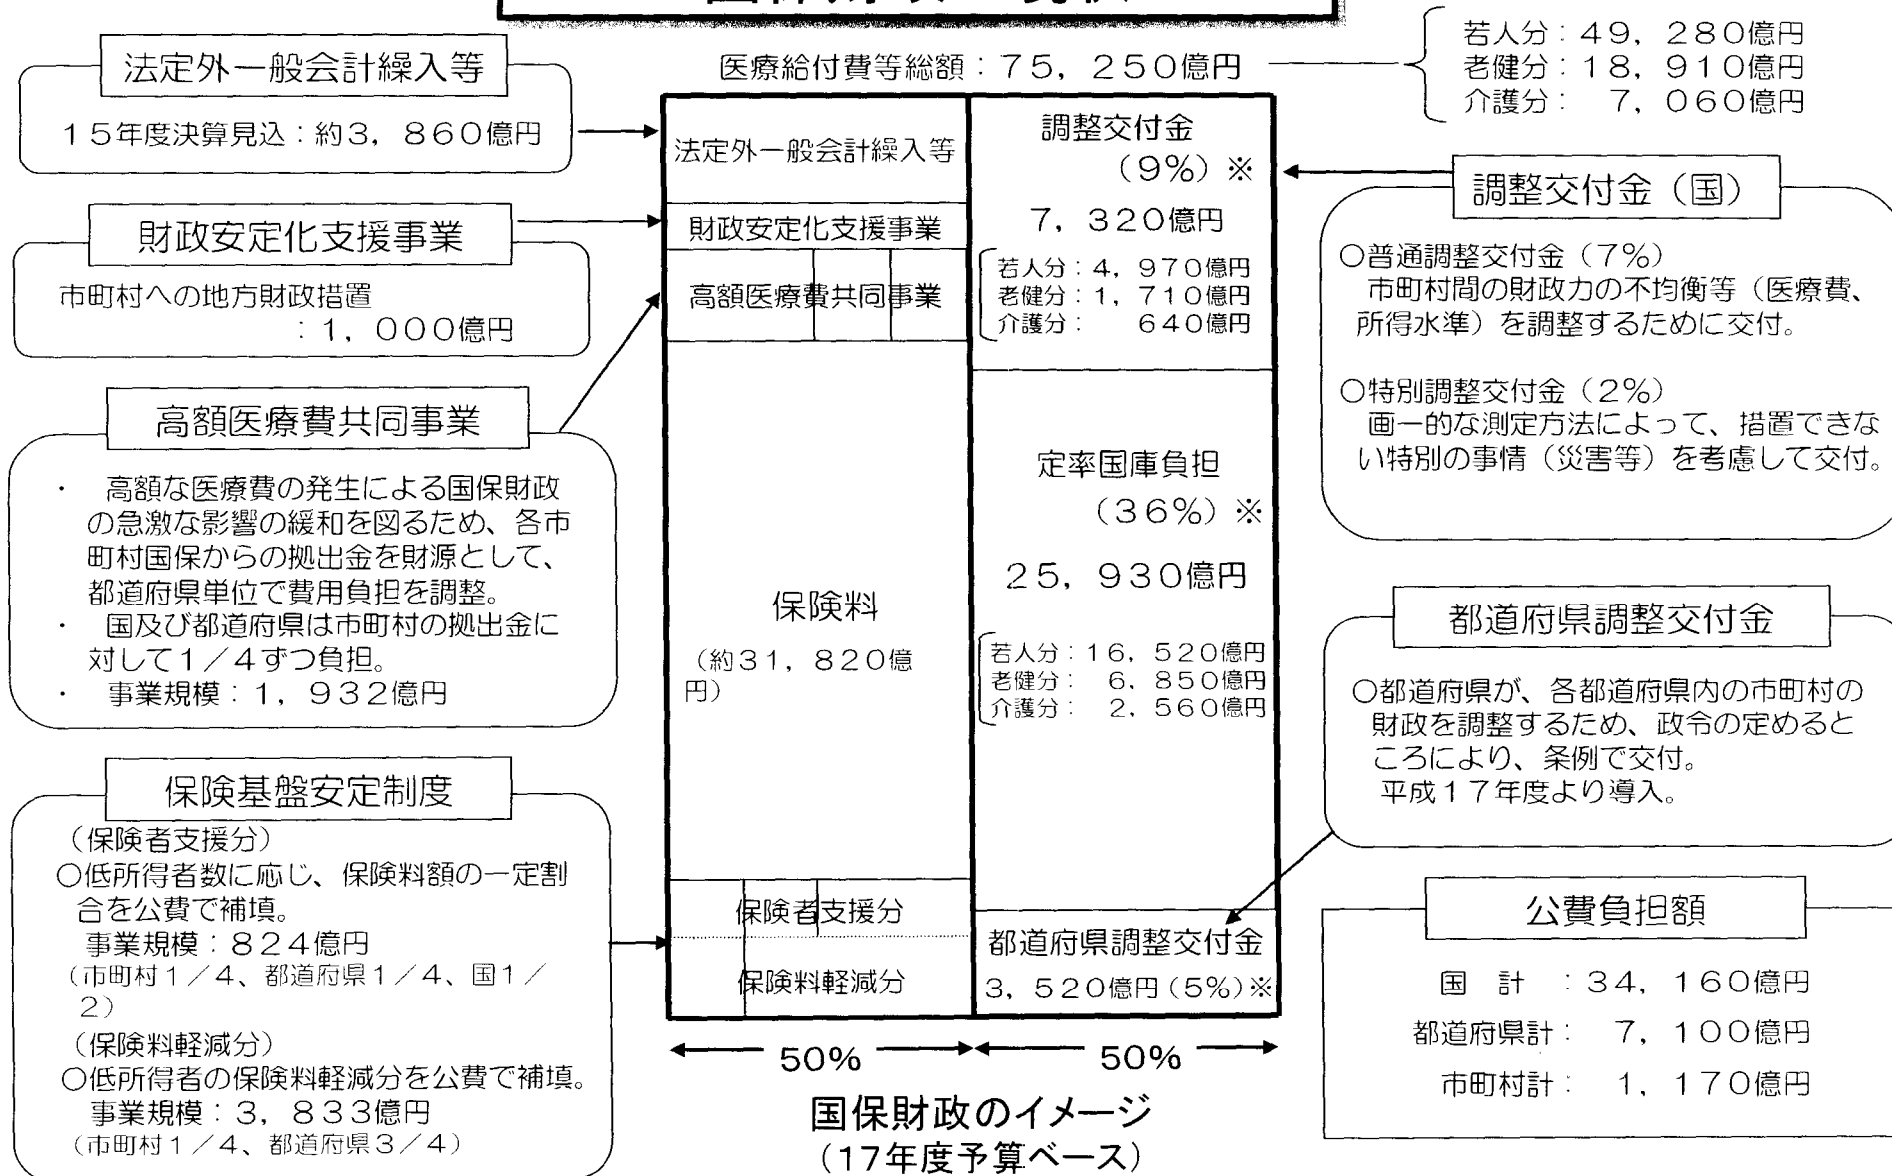 医療給付費等総額：７５，２５０億円
若人分：４９，２８０億円
老健分：１８，９１０億円
介護分：　７，０６０億円
法定外一般会計繰入等
１５年度決算見込：約３，８６０億円
財政安定化支援事業
市町村への地方財政措置
：１，０００億円
高額医療費共同事業
・　高額な医療費の発生による国保財政
の急激な影響の緩和を図るため、各市
町村国保からの拠出金を財源として、
都道府県単位で費用負担を調整。
・　国及び都道府県は市町村の拠出金に
対して１／４ずつ負担。
・　事業規模：１，９３２億円
保険基盤安定制度
（保険者支援分）
○低所得者数に応じ、保険料額の一定割
合を公費で補填。
事業規模：８２４億円
（市町村１／４、都道府県１／４、国１／
２）
（保険料軽減分）
○低所得者の保険料軽減分を公費で補填。
事業規模：３，８３３億円
（市町村１／４、都道府県３／４）
法定外一般会計繰入等
財政安定化支援事業
高額医療費共同事業
保険料
（約３１，８２０億
円）
保険者支援分
保険料軽減分
調整交付金
（9%）※
７，３２０億円
若人分：４，９７０億円
老健分：１，７１０億円
介護分：　６４０億円
定率国庫負担
（36%）※
２５，９３０億円
若人分：１６，５２０億円
老健分：　６，８５０億円
介護分：　２，５６０億円
都道府県調整交付金
３，５２０億円（5%）※
50%
50%
国保財政のイメージ
（17年度予算ベース）
調整交付金（国）
○普通調整交付金（７％）
市町村間の財政力の不均衡等（医療費、
所得水準）を調整するために交付。
○特別調整交付金（２％）
画一的な測定方法によって、措置できな
い特別の事情（災害等）を考慮して交付。
都道府県調整交付金
○都道府県が、各都道府県内の市町村の
財政を調整するため、政令の定めると
ころにより、条例で交付。
平成１７年度より導入。
公費負担額
国　計　：３４，１６０億円
都道府県計：　７，１００億円
市町村計：　１，１７０億円